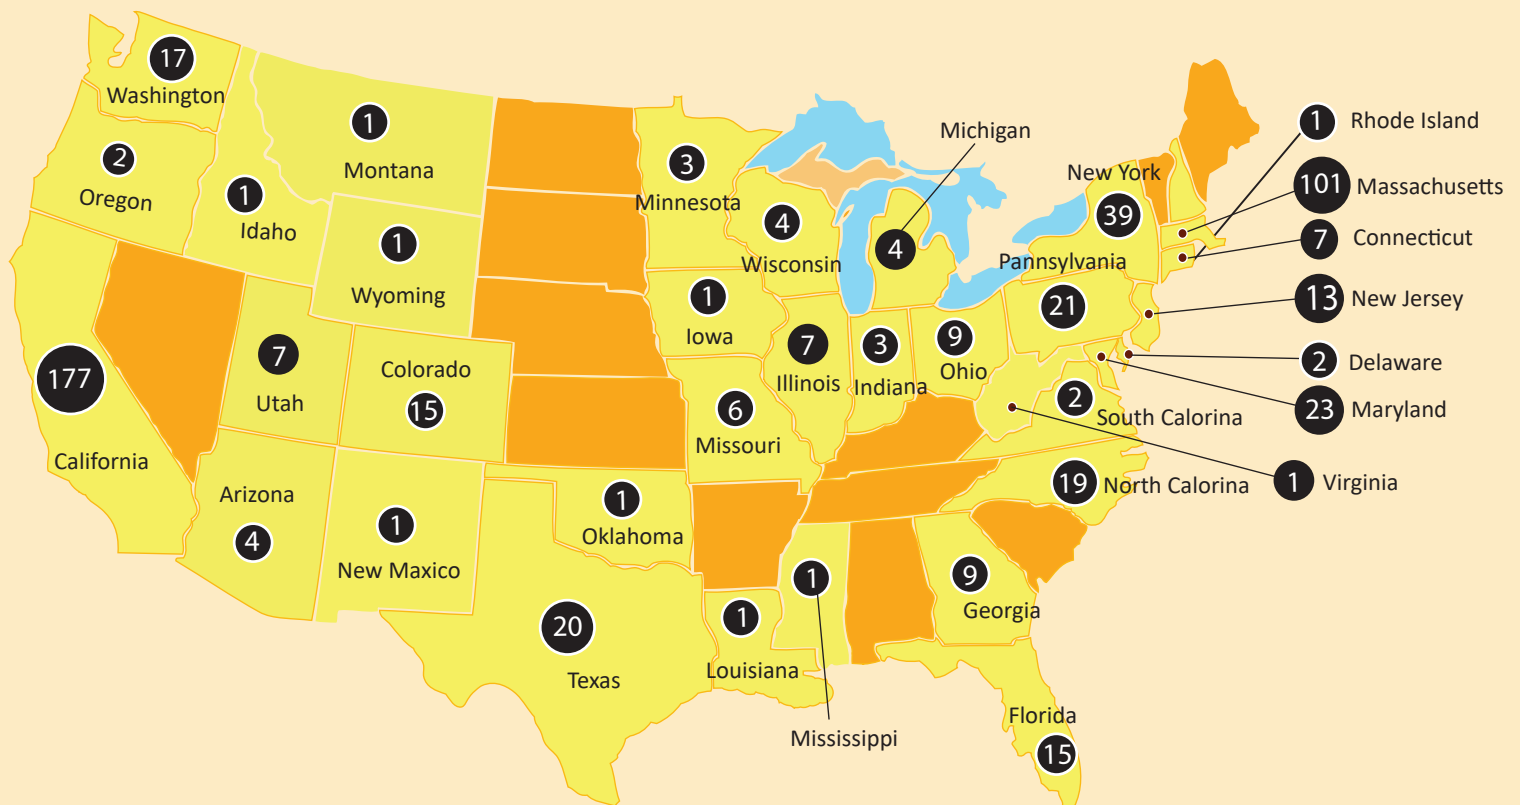 17
Washington
2
Oregon
1
Montana
1
Idaho
1
Wyoming
177
California
7
Utah
Colorado
15
Arizona
4
1
New Maxico
3
Minnesota
4
Wisconsin
1
Iowa
6
Missouri
1
Oklahoma
20
Texas
1
Louisiana
1
Mississippi
Michigan
4
7
Illinois
3
Indiana
9
Ohio
New York
39
Pannsylvania
21
2
South Calorina
19
North Calorina
9
Georgia
Florida
15
1 Rhode Island
101 Massachusetts
7 Connecticut
13 New Jersey
2 Delaware
23 Maryland
1 Virginia